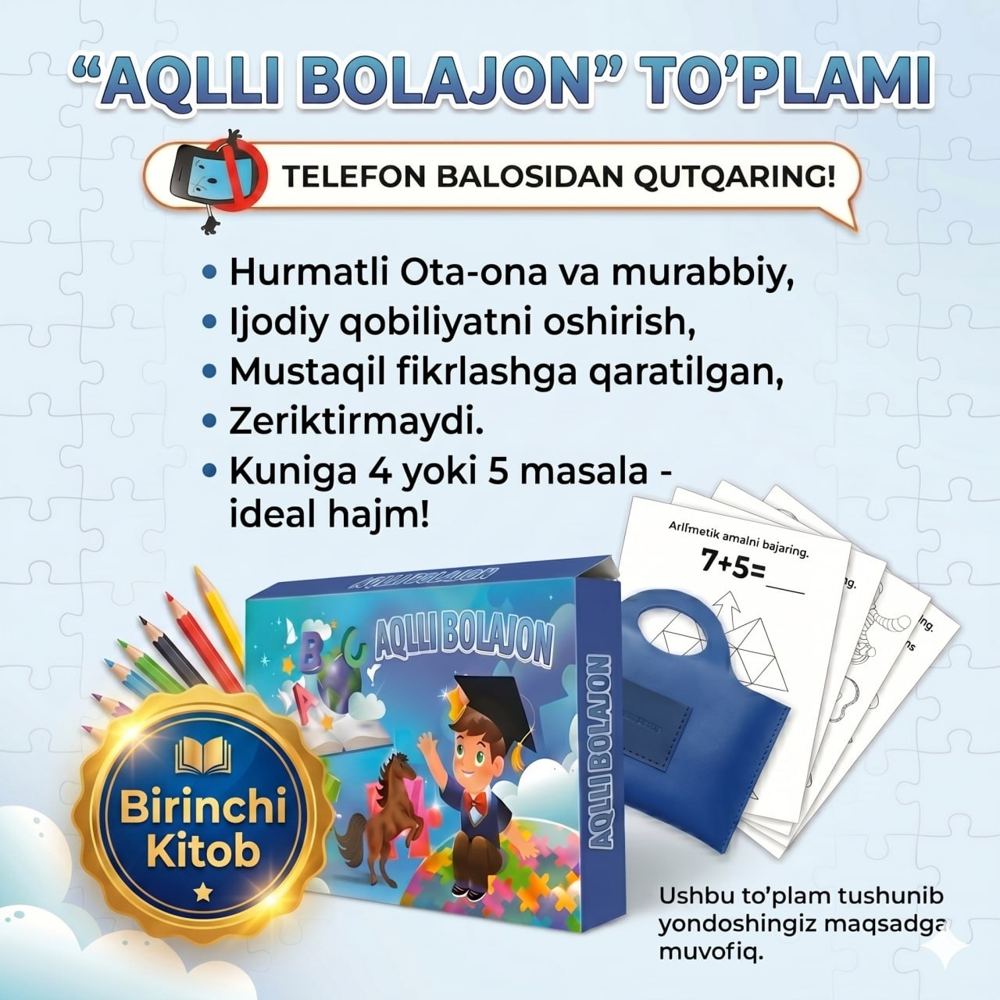 “AQLLI BOLAJON” TO’PLAMI
TELEFON BALOSIDAN QUTQARING!
• Hurmatli Ota-ona va murabbiy,
• Ijodiy qobiliyatni oshirish,
• Mustaqil fikrlashga qaratilgan,
• Zeriktirmaydi.
• Kuniga 4 yoki 5 masala -
ideal hajm!
Arifmetik amalni bajaring.
7+5=___
ng.
ing.
ns
AQLLI BOLAJON
AQLLI BOLAJON
AQLLI BOLAJON
A B C
Birinchi
Kitob
Ushbu to’plam tushunib
yondoshingiz maqsadga
muvofiq.